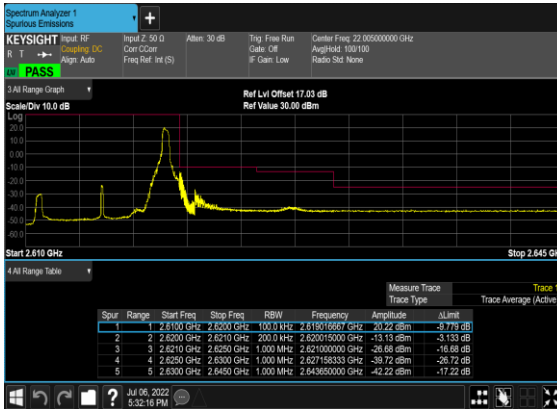 Spectrum Analyzer 1
Spurious Emissions
+
KEYSIGHT Input: RF Input Z: 50 Ω Atten: 30 dB Trig: Free Run Center Freq: 22.005000000 GHz
R T Coupling: DC Corr CCorr Gate: Off Avg|Hold: 100/100
Align: Auto Freq Ref: Int (S) IF Gain: Low Radio Std: None
PASS
3 All Range Graph
Ref Lvl Offset 17.03 dB
Scale/Div 10.0 dB Ref Value 30.00 dBm
Log
20.0
10.0
0.00
-10.0
-20.0
-30.0
-40.0
-50.0
-60.0
Start 2.610 GHz Stop 2.645 GH
4 All Range Table
Measure Trace Trace 1
Trace Type Trace Average (Active
Spur Range Start Freq Stop Freq RBW Frequency Amplitude ΔLimit
1 1 2.6100 GHz 2.6200 GHz 100.0 kHz 2.619016667 GHz 20.22 dBm -9.779 dB
2 2 2.6200 GHz 2.6210 GHz 200.0 kHz 2.620015000 GHz -13.13 dBm -3.133 dB
3 3 2.6210 GHz 2.6250 GHz 1.000 MHz 2.621000000 GHz -26.68 dBm -16.68 dB
4 4 2.6250 GHz 2.6300 GHz 1.000 MHz 2.627158333 GHz -39.72 dBm -26.72 dB
5 5 2.6300 GHz 2.6450 GHz 1.000 MHz 2.643650000 GHz -42.22 dBm -17.22 dB
? Jul 06, 2022
5:32:16 PM